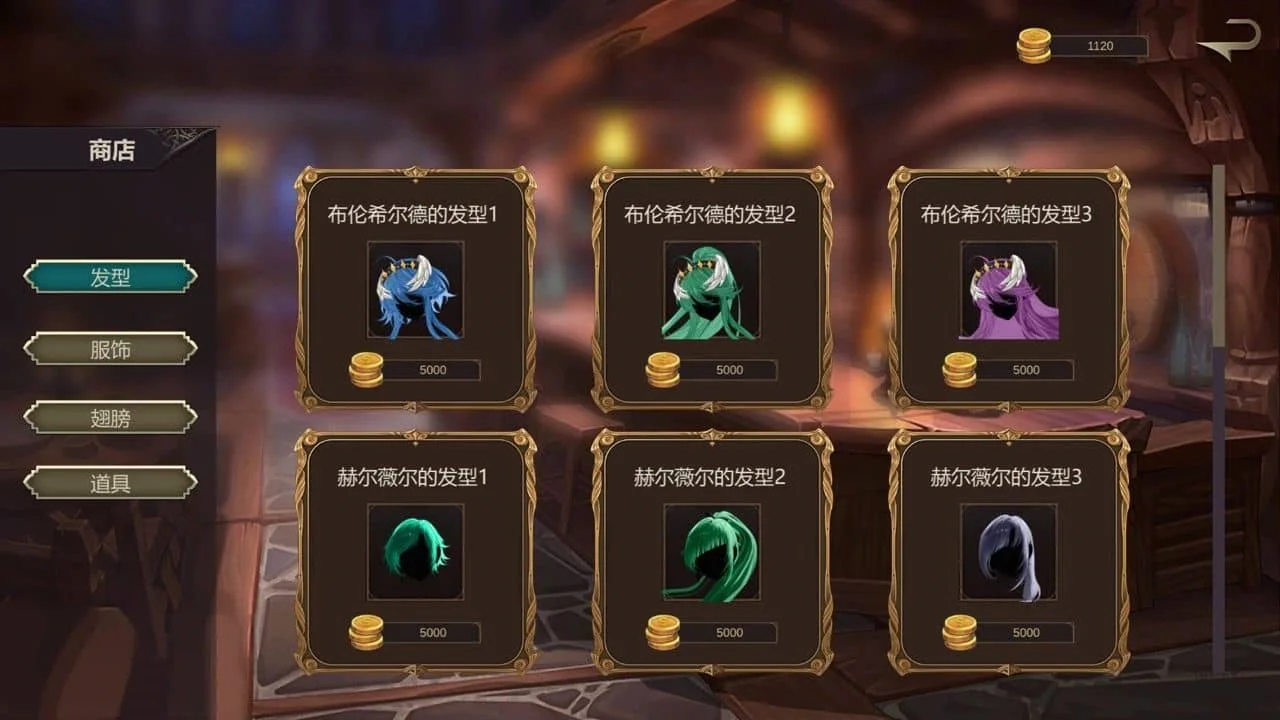 1120
商店
发型
服饰
翅膀
道具
布伦希尔德的发型1
布伦希尔德的发型2
布伦希尔德的发型3
5000
5000
5000
赫尔薇尔的发型1
赫尔薇尔的发型2
赫尔薇尔的发型3
5000
5000
5000